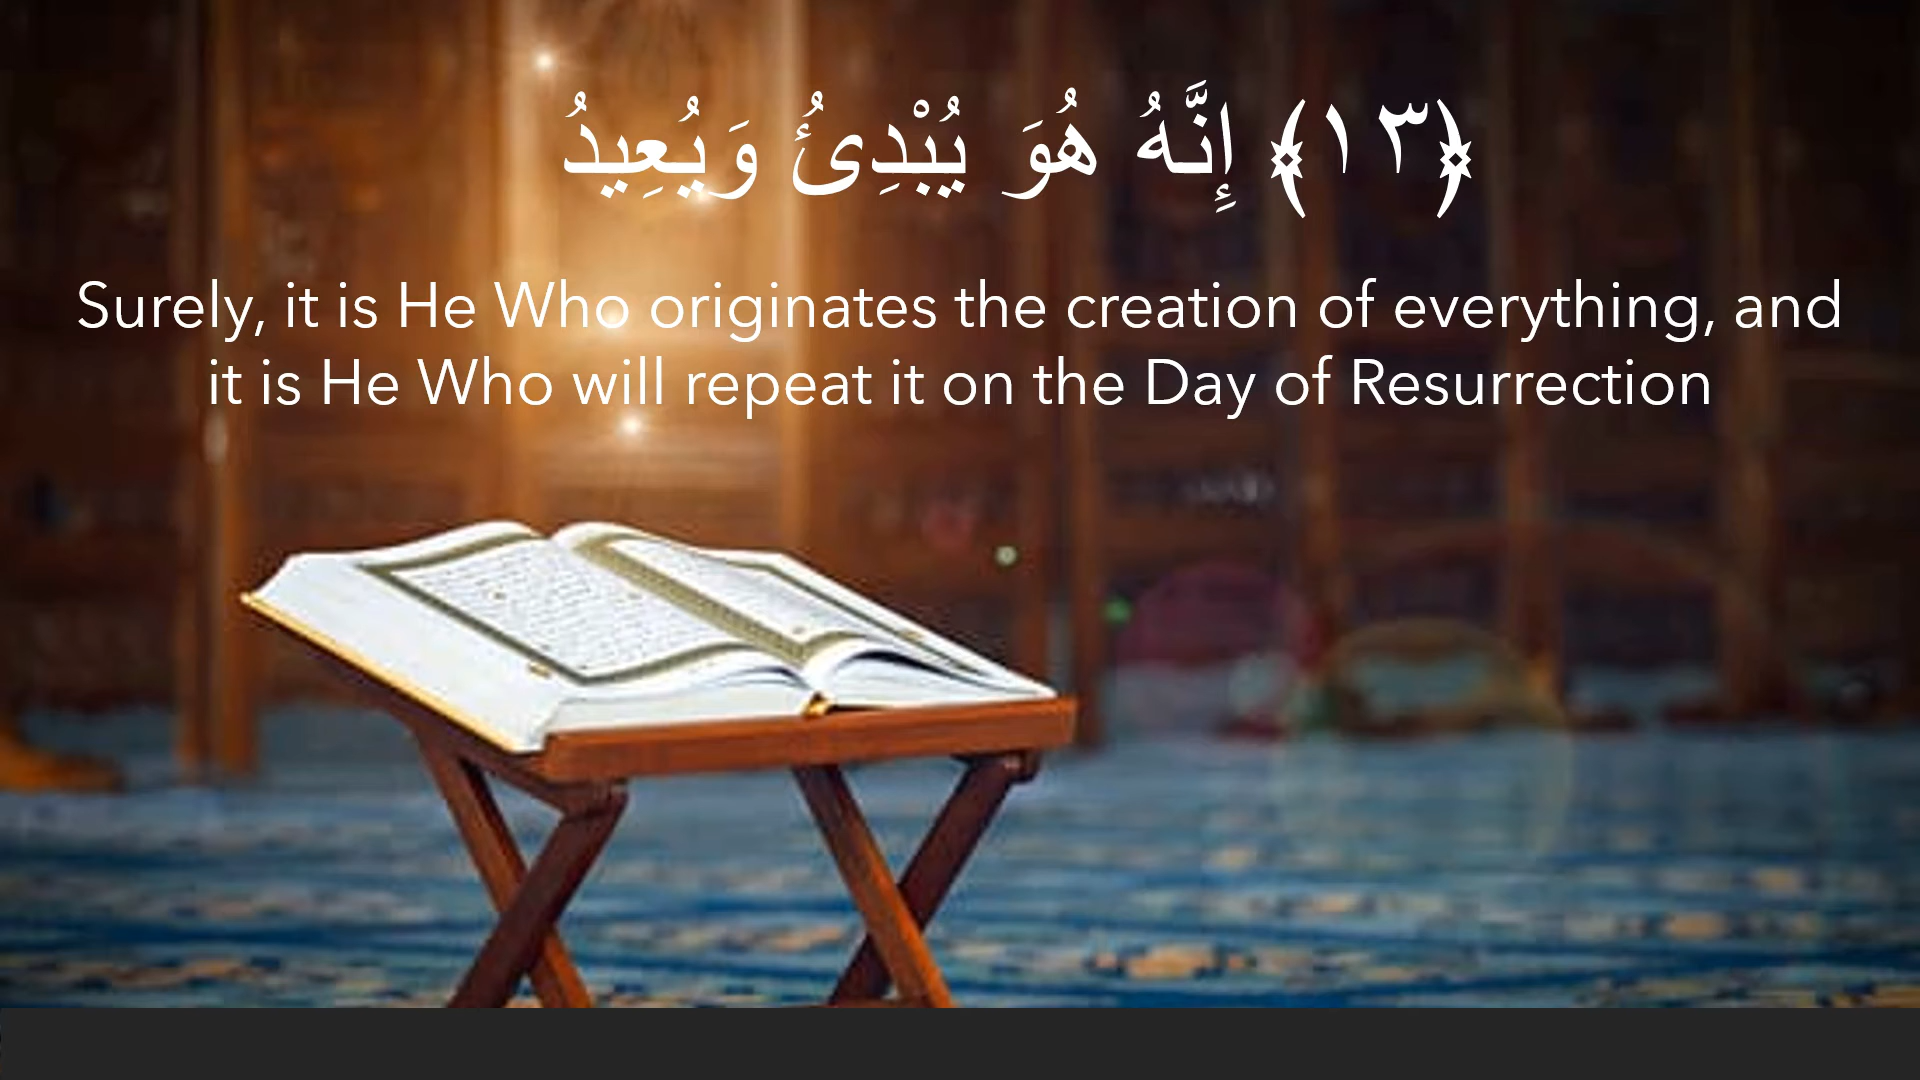 ﴿١٣﴾ إِنَّهُ هُوَ يُبْدِئُ وَيُعِيدُ
Surely, it is He Who originates the creation of everything, and
it is He Who will repeat it on the Day of Resurrection